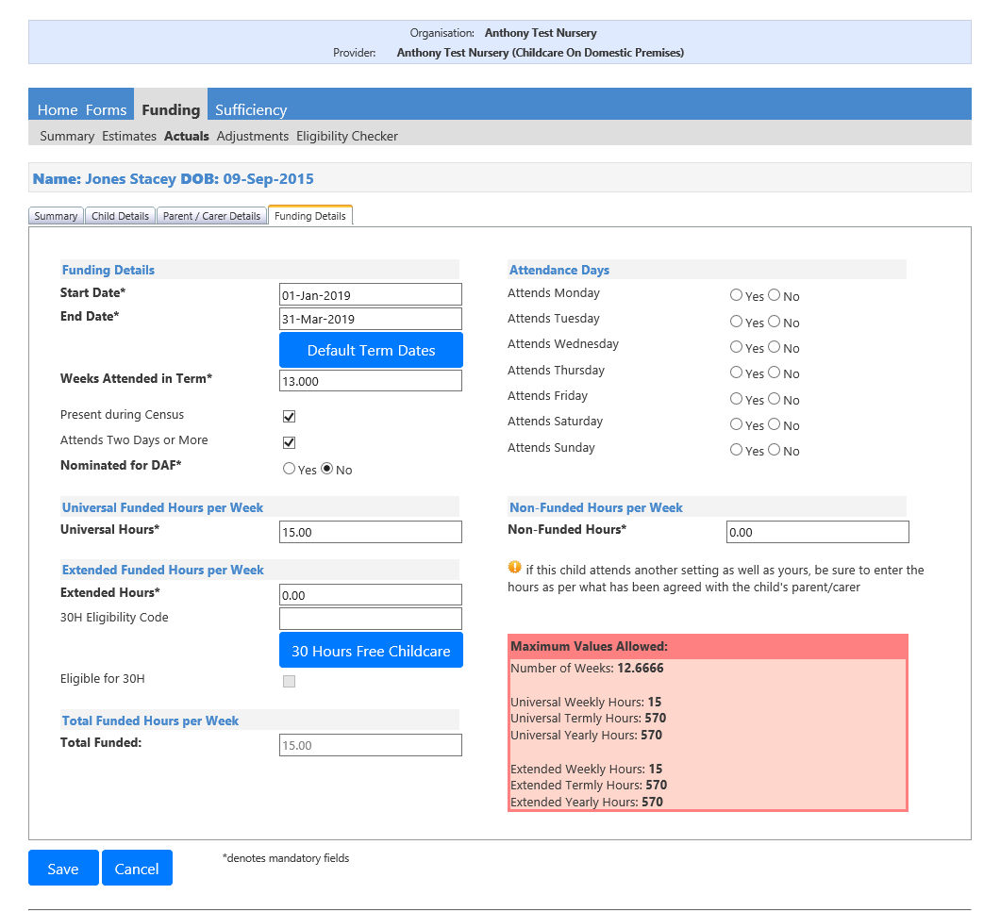 Organisation: Anthony Test Nursery
Provider: Anthony Test Nursery (Childcare On Domestic Premises)
Home Forms Funding Sufficiency
Summary Estimates Actuals Adjustments Eligibility Checker
Name: Jones Stacey DOB: 09-Sep-2015
Summary Child Details Parent / Carer Details Funding Details
Funding Details
Start Date* 01-Jan-2019
End Date* 31-Mar-2019
Default Term Dates
Weeks Attended in Term* 13.000
Present during Census
Attends Two Days or More
Nominated for DAF* Yes No
Attendance Days
Attends Monday Yes No
Attends Tuesday Yes No
Attends Wednesday Yes No
Attends Thursday Yes No
Attends Friday Yes No
Attends Saturday Yes No
Attends Sunday Yes No
Universal Funded Hours per Week
Universal Hours* 15.00
Non-Funded Hours per Week
Non-Funded Hours* 0.00
Extended Funded Hours per Week
Extended Hours* 0.00
30H Eligibility Code
30 Hours Free Childcare
Eligible for 30H
! if this child attends another setting as well as yours, be sure to enter the
hours as per what has been agreed with the child's parent/carer
Total Funded Hours per Week
Total Funded: 15.00
Maximum Values Allowed:
Number of Weeks: 12.6666
Universal Weekly Hours: 15
Universal Termly Hours: 570
Universal Yearly Hours: 570
Extended Weekly Hours: 15
Extended Termly Hours: 570
Extended Yearly Hours: 570
Save Cancel *denotes mandatory fields